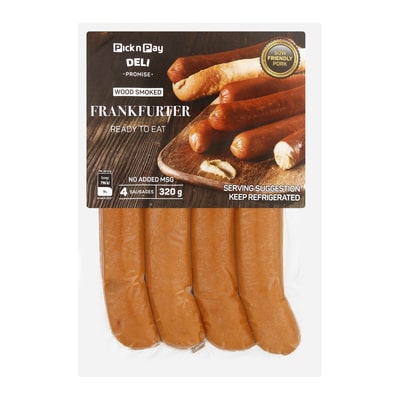 Pick n Pay
DELI
-PROMISE-
WOOD SMOKED
FRANKFURTER
READY TO EAT
SOW
FRIENDLY
PORK
NO ADDED MSG
4 SAUSAGES 320 g
SERVING SUGGESTION
KEEP REFRIGERATED